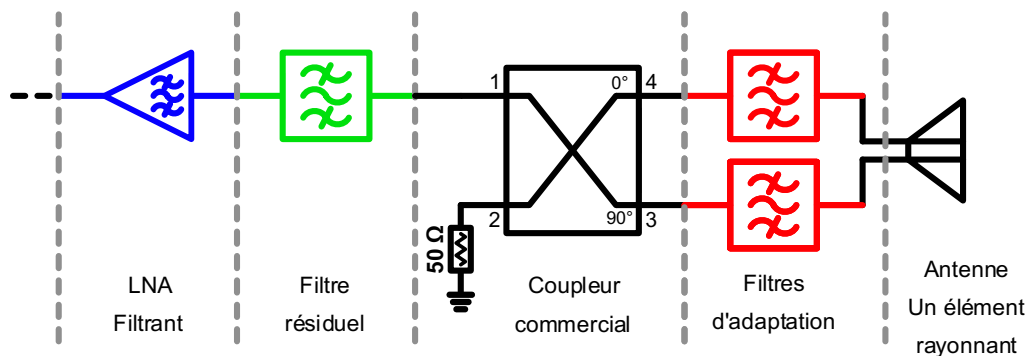 1
0°
4
2
90°
3
50 Ω
LNA
Filtrant
Filtre
résiduel
Coupleur
commercial
Filtres
d'adaptation
Antenne
Un élément
rayonnant